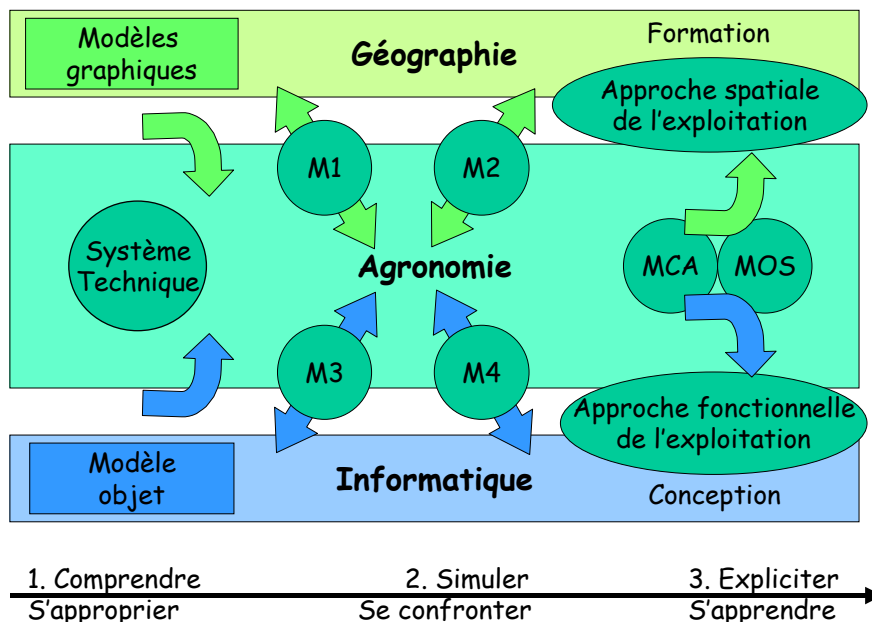 Modèles
graphiques
Géographie
Formation
Approche spatiale
de l'exploitation
M1
M2
Système
Technique
Agronomie
MCA
MOS
M3
M4
Approche fonctionnelle
de l'exploitation
Modèle
objet
Informatique
Conception
1. Comprendre
S'approprier
2. Simuler
Se confronter
3. Expliciter
S'apprendre